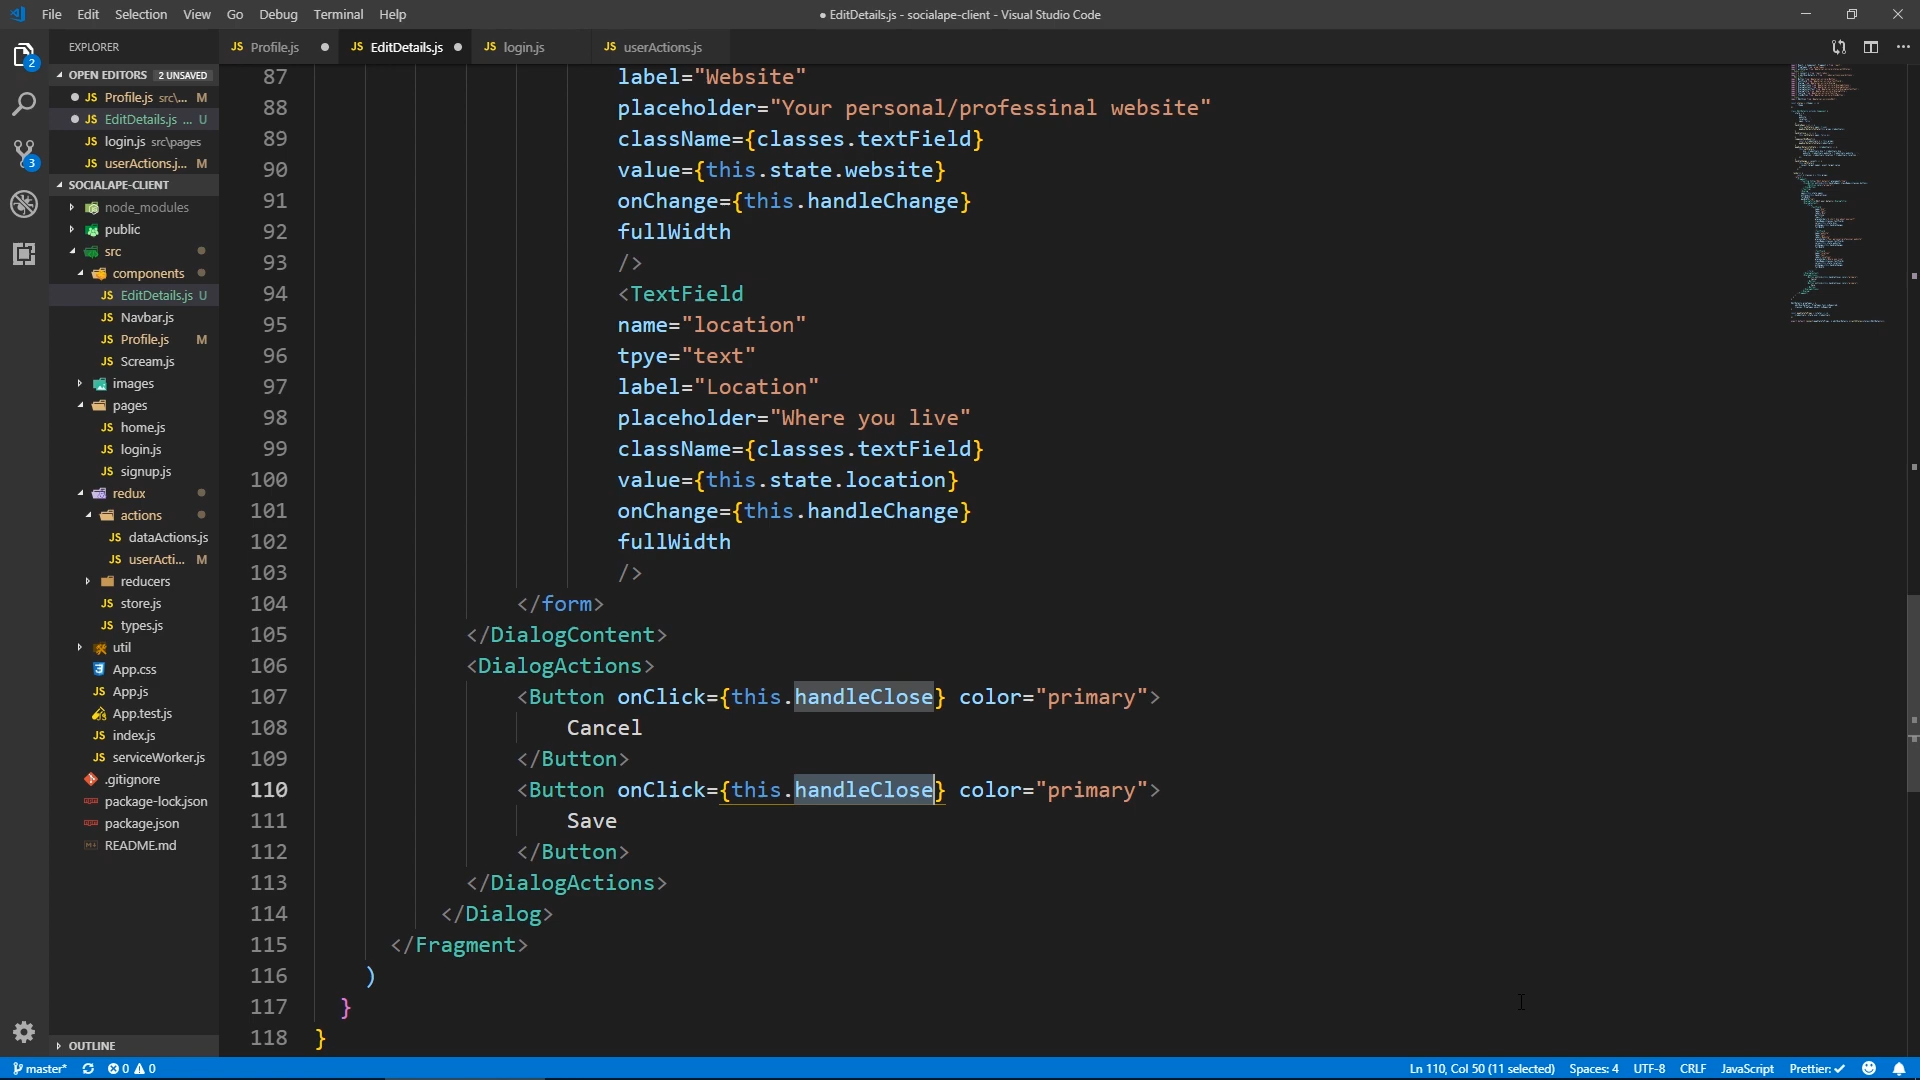 File Edit Selection View Go Debug Terminal Help
● EditDetails.js - socialape-client - Visual Studio Code
EXPLORER
JS Profile.js ●
JS EditDetails.js ●
JS login.js
JS userActions.js
OPEN EDITORS 2 UNSAVED
● JS Profile.js src\... M
● JS EditDetails.js ... U
JS login.js src\pages
JS userActions.j... M
SOCIALAPE-CLIENT
node_modules
public
src
components
JS EditDetails.js U
JS Navbar.js
JS Profile.js M
JS Scream.js
images
pages
JS home.js
JS login.js
JS signup.js
redux
actions
JS dataActions.js
JS userActi... M
reducers
JS store.js
JS types.js
util
App.css
JS App.js
App.test.js
JS index.js
JS serviceWorker.js
.gitignore
package-lock.json
package.json
README.md
OUTLINE
2
3
87 label="Website"
88 placeholder="Your personal/professinal website"
89 className={classes.textField}
90 value={this.state.website}
91 onChange={this.handleChange}
92 fullWidth
93 />
94 <TextField
95 name="location"
96 tpye="text"
97 label="Location"
98 placeholder="Where you live"
99 className={classes.textField}
100 value={this.state.location}
101 onChange={this.handleChange}
102 fullWidth
103 />
104 </form>
105 </DialogContent>
106 <DialogActions>
107 <Button onClick={this.handleClose} color="primary">
108 Cancel
109 </Button>
110 <Button onClick={this.handleClose} color="primary">
111 Save
112 </Button>
113 </DialogActions>
114 </Dialog>
115 </Fragment>
116 )
117 }
118 }
master* 0 0
Ln 110, Col 50 (11 selected) Spaces: 4 UTF-8 CRLF JavaScript Prettier: ✓